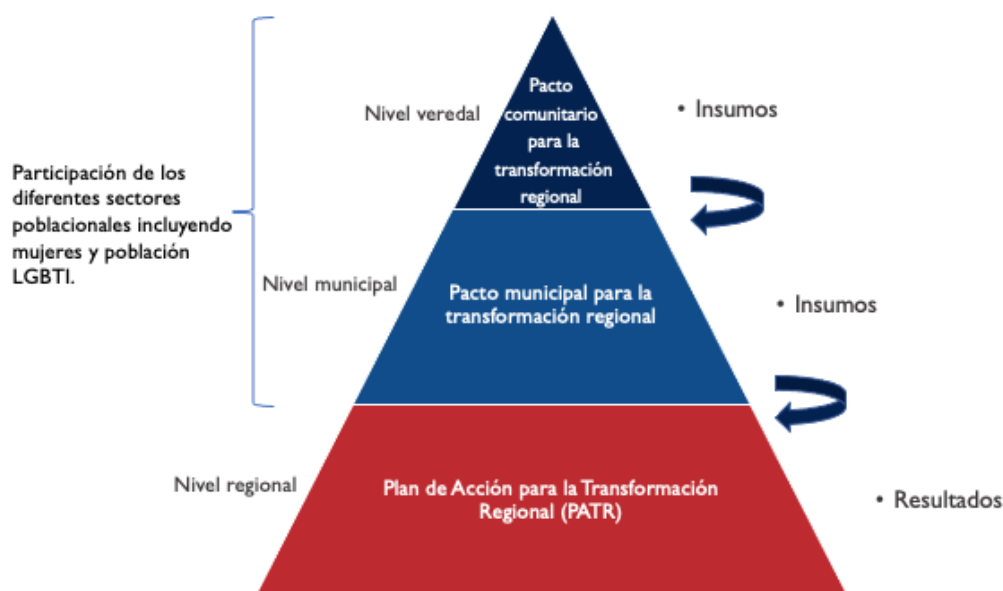 Participación de los
diferentes sectores
poblacionales incluyendo
mujeres y población
LGBTI.
Nivel veredal
Pacto
comunitario
para la
transformación
regional
• Insumos
Nivel municipal
Pacto municipal para la
transformación regional
• Insumos
Nivel regional
Plan de Acción para la Transformación
Regional (PATR)
• Resultados